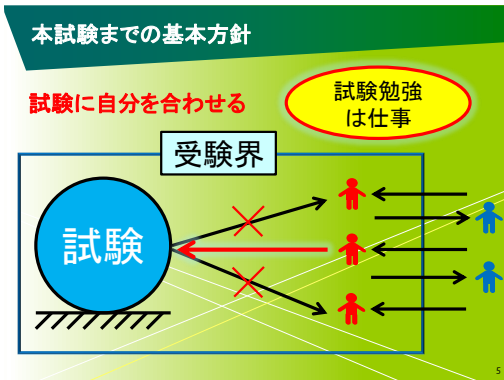 本試験までの基本方針
試験に自分を合わせる
試験勉強
は仕事
受験界
試験
5